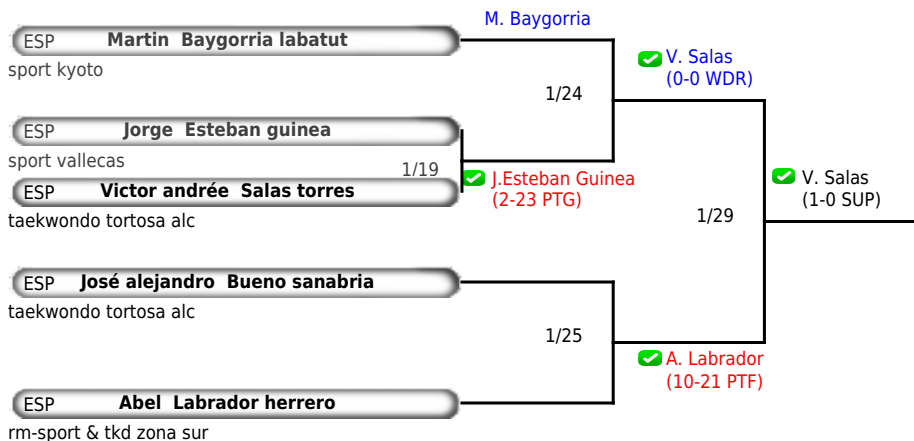 M. Baygorria
ESP Martin Baygorria labatut
sport kyoto
V. Salas
(0-0 WDR)
1/24
ESP Jorge Esteban guinea
sport vallecas
1/19
J.Esteban Guinea
(2-23 PTG)
ESP Victor andrée Salas torres
taekwondo tortosa alc
V. Salas
(1-0 SUP)
1/29
ESP José alejandro Bueno sanabria
taekwondo tortosa alc
1/25
A. Labrador
(10-21 PTF)
ESP Abel Labrador herrero
rm-sport & tkd zona sur